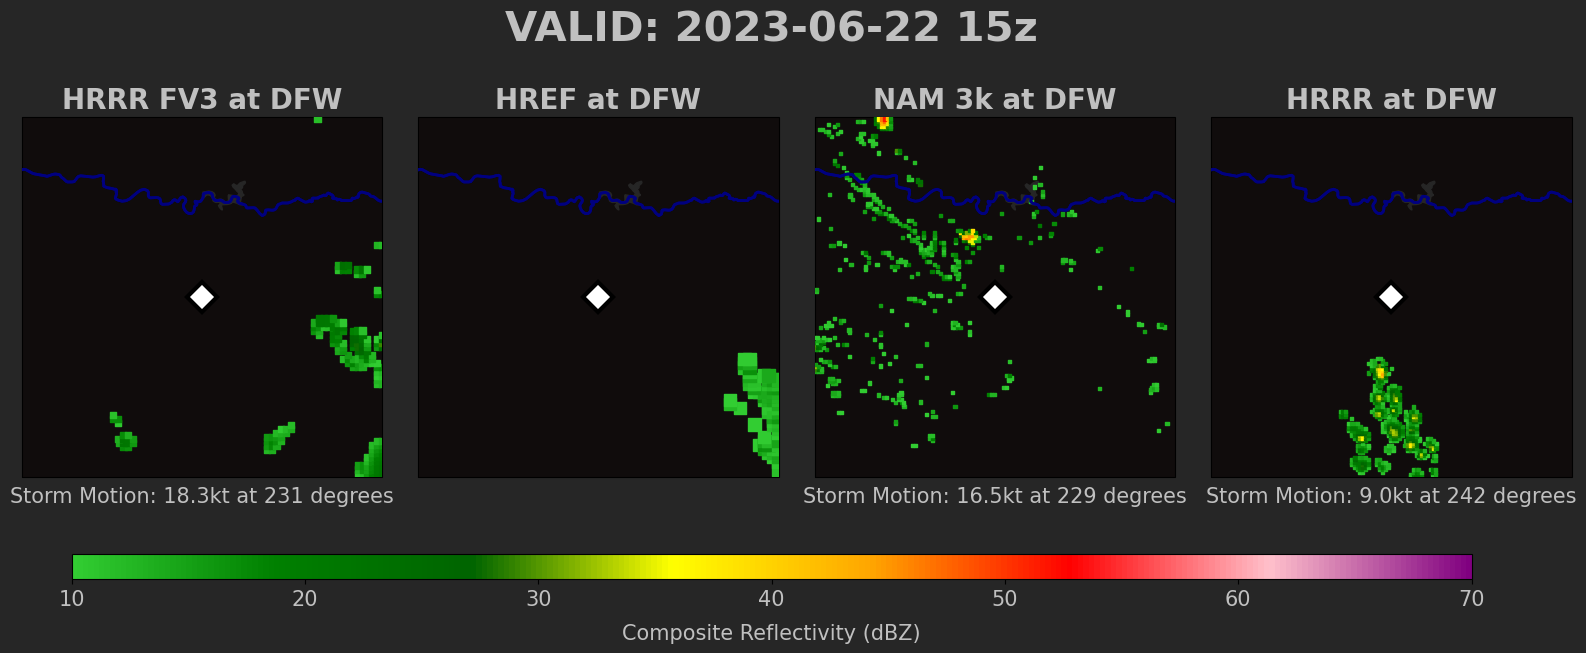 VALID: 2023-06-22 15z
HRRR FV3 at DFW
HREF at DFW
NAM 3k at DFW
HRRR at DFW
Storm Motion: 18.3kt at 231 degrees
Storm Motion: 16.5kt at 229 degrees
Storm Motion: 9.0kt at 242 degrees
10 20 30 40 50 60 70
Composite Reflectivity (dBZ)